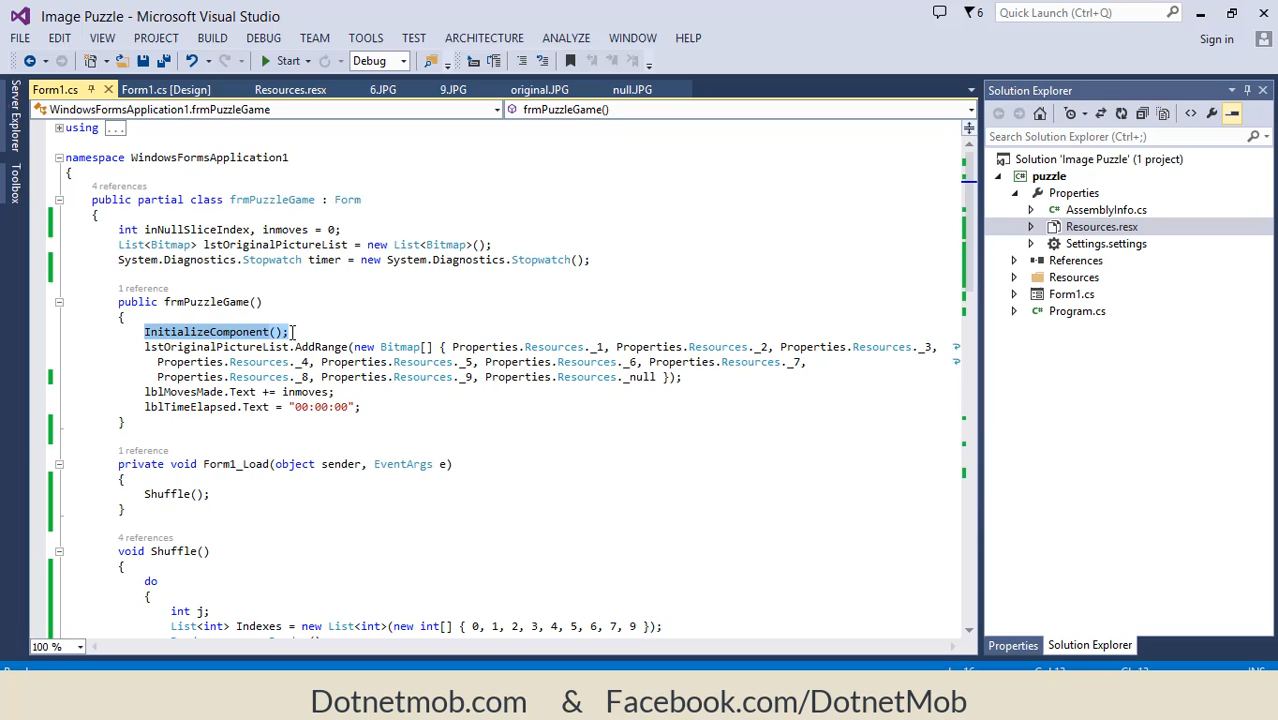 Image Puzzle - Microsoft Visual Studio
6
Quick Launch (Ctrl+Q)
FILE EDIT VIEW PROJECT BUILD DEBUG TEAM TOOLS TEST ARCHITECTURE ANALYZE WINDOW HELP
Sign in
Start
Debug
Server Explorer
Toolbox
Form1.cs
Form1.cs [Design]
Resources.resx
6.JPG
9.JPG
original.JPG
null.JPG
WindowsFormsApplication1.frmPuzzleGame
frmPuzzleGame()
using ...
namespace WindowsFormsApplication1
{
4 references
public partial class frmPuzzleGame : Form
{
int inNullSliceIndex, inmoves = 0;
List<Bitmap> lstOriginalPictureList = new List<Bitmap>();
System.Diagnostics.Stopwatch timer = new System.Diagnostics.Stopwatch();
1 reference
public frmPuzzleGame()
{
InitializeComponent();
lstOriginalPictureList.AddRange(new Bitmap[] { Properties.Resources._1, Properties.Resources._2, Properties.Resources._3,
Properties.Resources._4, Properties.Resources._5, Properties.Resources._6, Properties.Resources._7,
Properties.Resources._8, Properties.Resources._9, Properties.Resources._null });
lblMovesMade.Text += inmoves;
lblTimeElapsed.Text = "00:00:00";
}
1 reference
private void Form1_Load(object sender, EventArgs e)
{
Shuffle();
}
4 references
void Shuffle()
{
do
{
int j;
List<int> Indexes = new List<int>(new int[] { 0, 1, 2, 3, 4, 5, 6, 7, 9 });
100 %
Solution Explorer
Search Solution Explorer (Ctrl+;)
Solution 'Image Puzzle' (1 project)
puzzle
Properties
AssemblyInfo.cs
Resources.resx
Settings.settings
References
Resources
Form1.cs
Program.cs
Properties
Solution Explorer
Dotnetmob.com & Facebook.com/DotnetMob